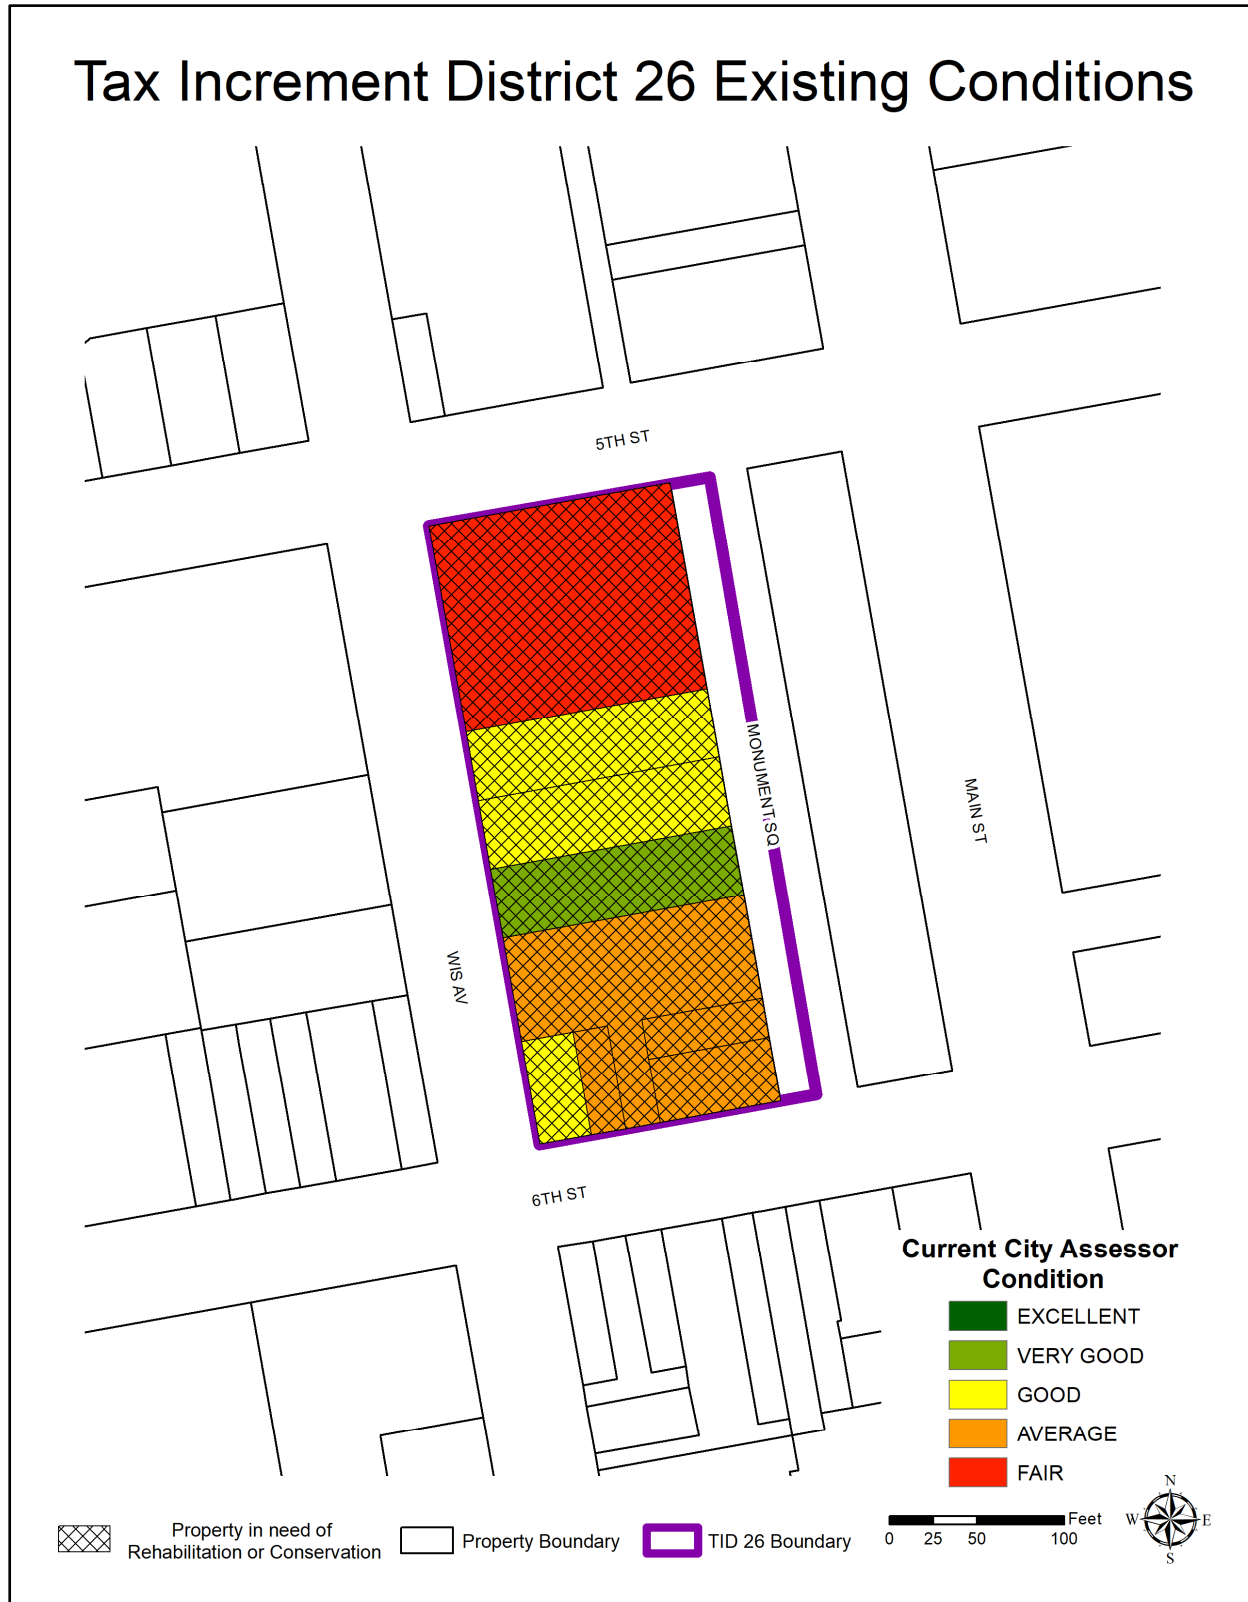 Tax Increment District 26 Existing Conditions
5TH ST
MONUMENT SQ
MAIN ST
WIS AV
6TH ST
Current City Assessor
Condition
EXCELLENT
VERY GOOD
GOOD
AVERAGE
FAIR
Property in need of
Rehabilitation or Conservation
Property Boundary
TID 26 Boundary
Feet
0 25 50 100
N
W E
S